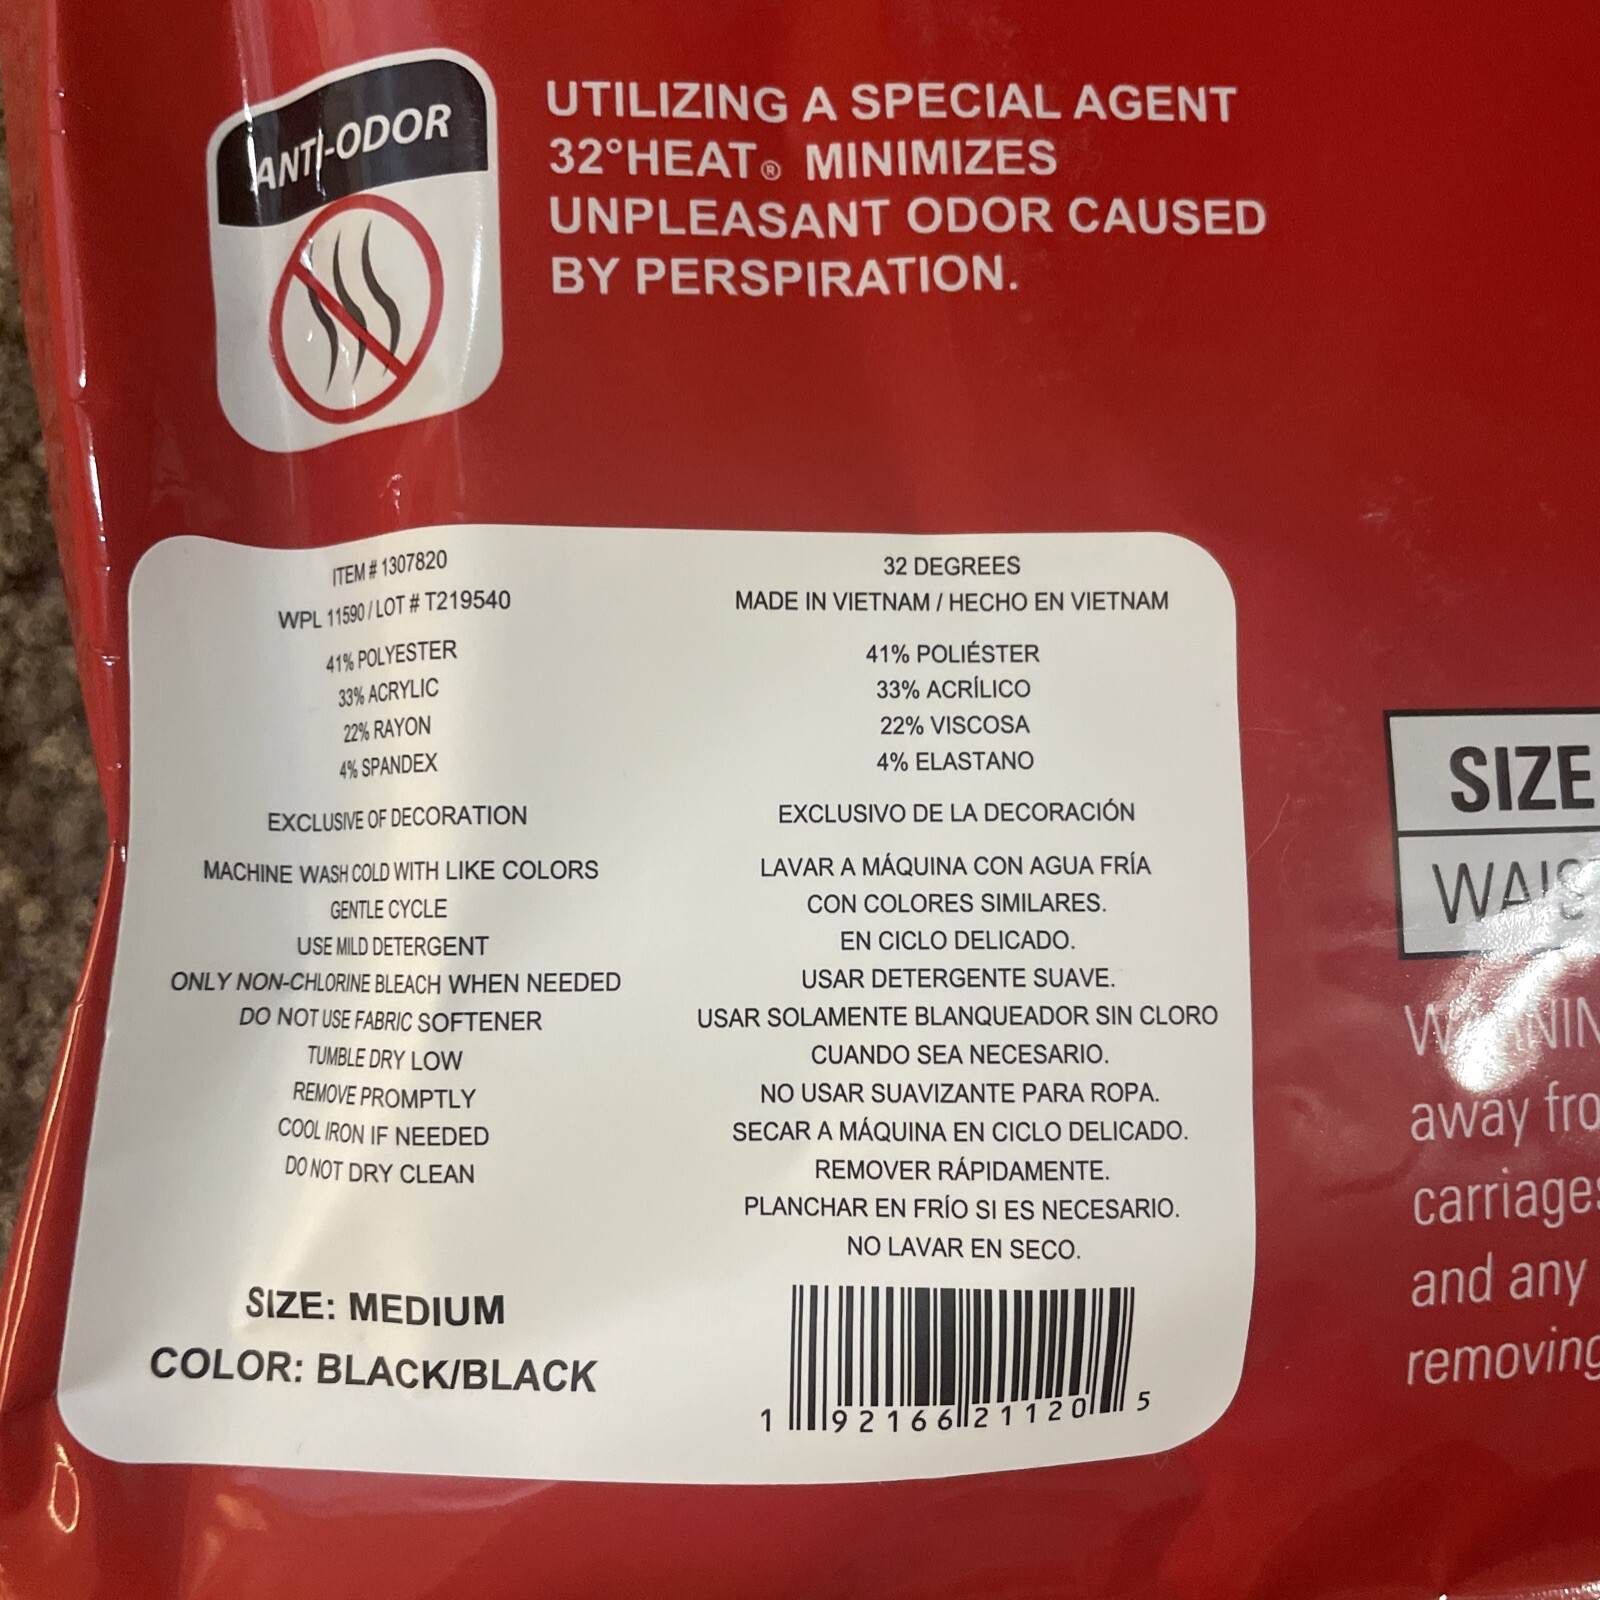 ANTI-ODOR
UTILIZING A SPECIAL AGENT
32°HEAT® MINIMIZES
UNPLEASANT ODOR CAUSED
BY PERSPIRATION.
ITEM # 1307820
WPL 11590 / LOT # T219540
41% POLYESTER
33% ACRYLIC
22% RAYON
4% SPANDEX
EXCLUSIVE OF DECORATION
MACHINE WASH COLD WITH LIKE COLORS
GENTLE CYCLE
USE MILD DETERGENT
ONLY NON-CHLORINE BLEACH WHEN NEEDED
DO NOT USE FABRIC SOFTENER
TUMBLE DRY LOW
REMOVE PROMPTLY
COOL IRON IF NEEDED
DO NOT DRY CLEAN
SIZE: MEDIUM
COLOR: BLACK/BLACK
32 DEGREES
MADE IN VIETNAM / HECHO EN VIETNAM
41% POLIÉSTER
33% ACRÍLICO
22% VISCOSA
4% ELASTANO
EXCLUSIVO DE LA DECORACIÓN
LAVAR A MÁQUINA CON AGUA FRÍA
CON COLORES SIMILARES.
EN CICLO DELICADO.
USAR DETERGENTE SUAVE.
USAR SOLAMENTE BLANQUEADOR SIN CLORO
CUANDO SEA NECESARIO.
NO USAR SUAVIZANTE PARA ROPA.
SECAR A MÁQUINA EN CICLO DELICADO.
REMOVER RÁPIDAMENTE.
PLANCHAR EN FRÍO SI ES NECESARIO.
NO LAVAR EN SECO.
1 92166 21120 5
SIZE
away
and any